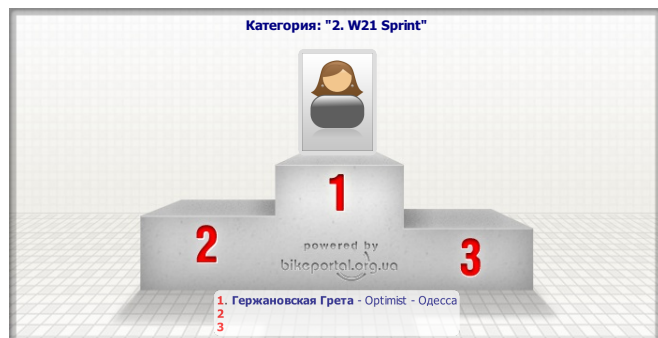 Категория: "2. W21 Sprint"
1
2
3
powered by
bikeportal.org.ua
1. Гержановская Грета - Optimist - Одесса
2
3